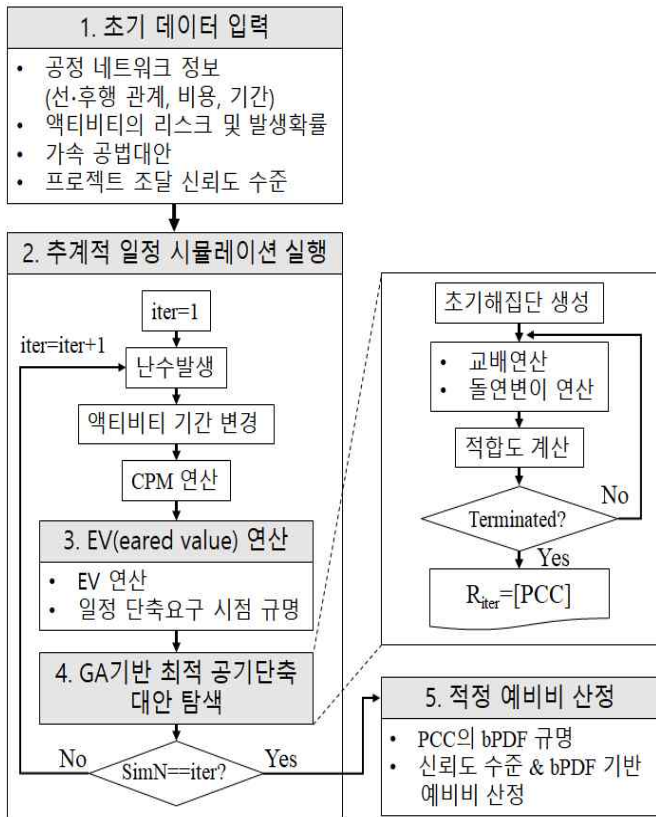 1. 초기 데이터 입력
• 공정 네트워크 정보
(선·후행 관계, 비용, 기간)
• 액티비티의 리스크 및 발생확률
• 가속 공법대안
• 프로젝트 조달 신뢰도 수준
2. 추계적 일정 시뮬레이션 실행
iter=1
iter=iter+1
난수발생
액티비티 기간 변경
CPM 연산
3. EV(eared value) 연산
• EV 연산
• 일정 단축요구 시점 규명
4. GA기반 최적 공기단축
대안 탐색
No
SimN==iter?
Yes
초기해집단 생성
• 교배연산
• 돌연변이 연산
적합도 계산
No
Terminated?
Yes
Riter=[PCC]
5. 적정 예비비 산정
• PCC의 bPDF 규명
• 신뢰도 수준 & bPDF 기반
예비비 산정